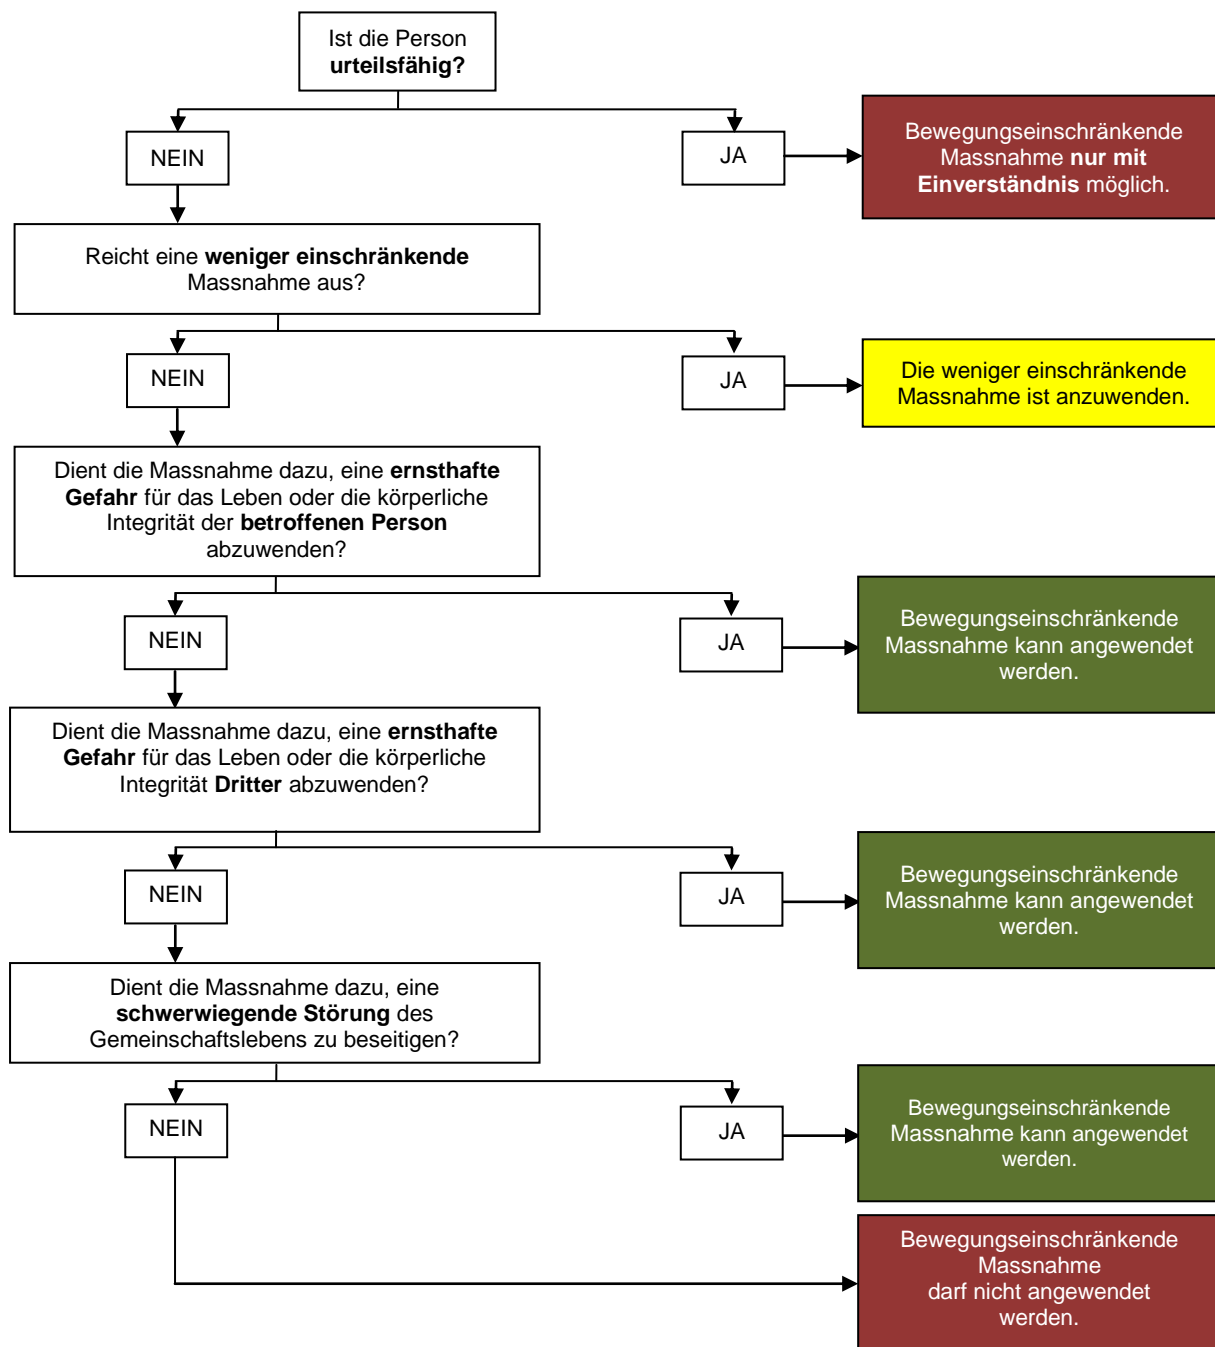 Ist die Person
urteilsfähig?
NEIN
JA
Bewegungseinschränkende
Massnahme nur mit
Einverständnis möglich.
Reicht eine weniger einschränkende
Massnahme aus?
NEIN
JA
Die weniger einschränkende
Massnahme ist anzuwenden.
Dient die Massnahme dazu, eine ernsthafte
Gefahr für das Leben oder die körperliche
Integrität der betroffenen Person
abzuwenden?
NEIN
JA
Bewegungseinschränkende
Massnahme kann angewendet
werden.
Dient die Massnahme dazu, eine ernsthafte
Gefahr für das Leben oder die körperliche
Integrität Dritter abzuwenden?
NEIN
JA
Bewegungseinschränkende
Massnahme kann angewendet
werden.
Dient die Massnahme dazu, eine
schwerwiegende Störung des
Gemeinschaftslebens zu beseitigen?
NEIN
JA
Bewegungseinschränkende
Massnahme kann angewendet
werden.
Bewegungseinschränkende
Massnahme
darf nicht angewendet
werden.